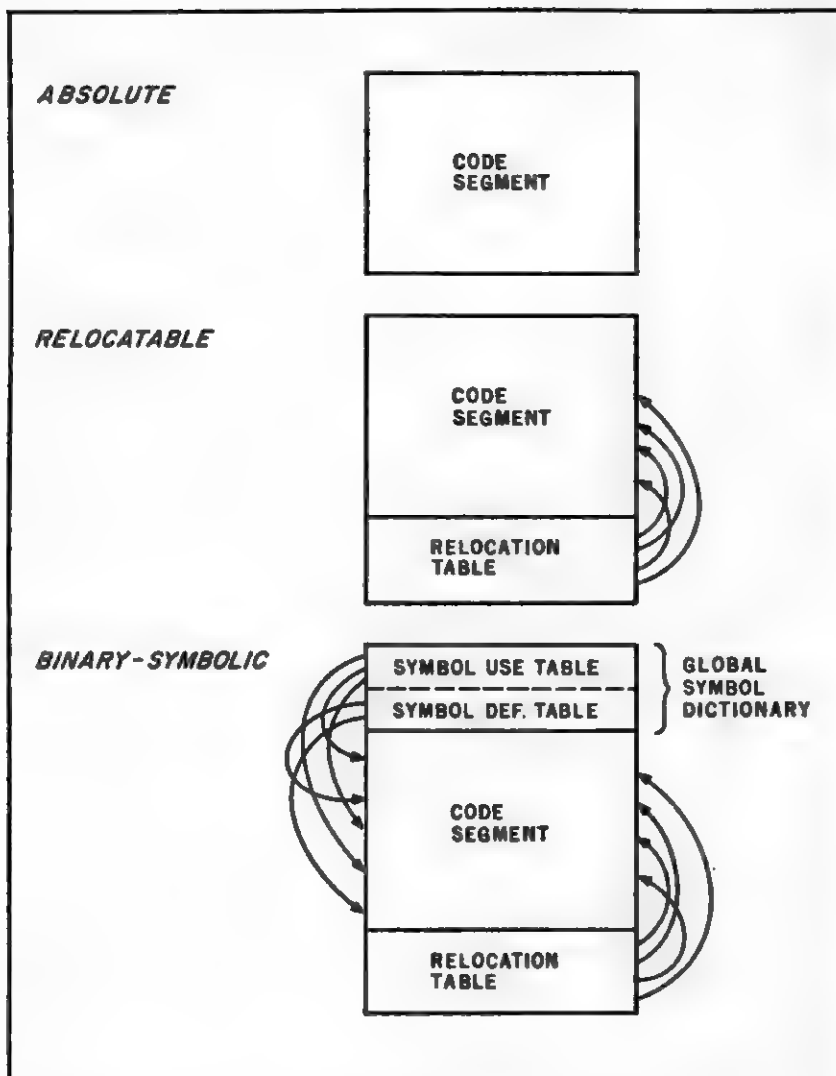 ABSOLUTE
CODE
SEGMENT
RELOCATABLE
CODE
SEGMENT
RELOCATION
TABLE
BINARY-SYMBOLIC
SYMBOL USE TABLE
SYMBOL DEF. TABLE
GLOBAL
SYMBOL
DICTIONARY
CODE
SEGMENT
RELOCATION
TABLE